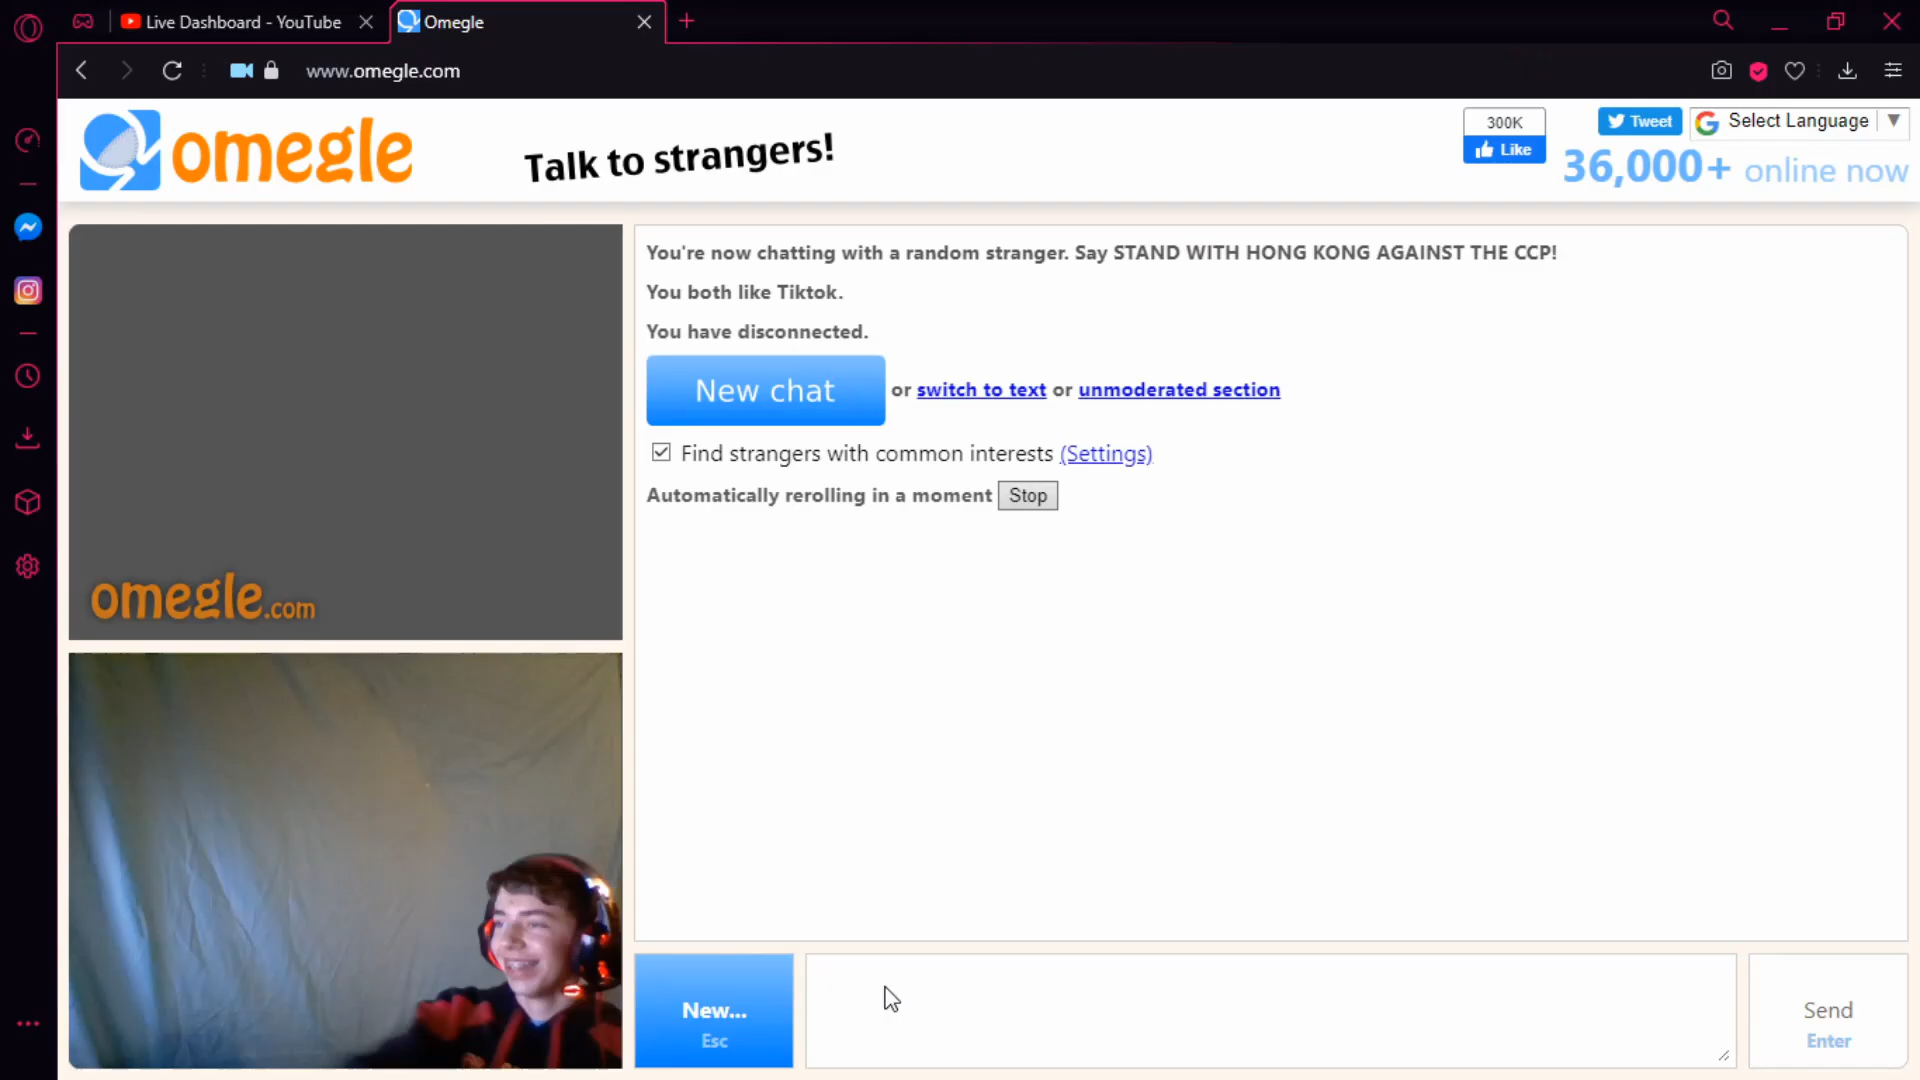 Live Dashboard - YouTube
Omegle
www.omegle.com
omegle
Talk to strangers!
300K
Like
Tweet
Select Language
36,000+ online now
You're now chatting with a random stranger. Say STAND WITH HONG KONG AGAINST THE CCP!
You both like Tiktok.
You have disconnected.
New chat or switch to text or unmoderated section
Find strangers with common interests (Settings)
Automatically rerolling in a moment Stop
omegle.com
New...
Esc
Send
Enter